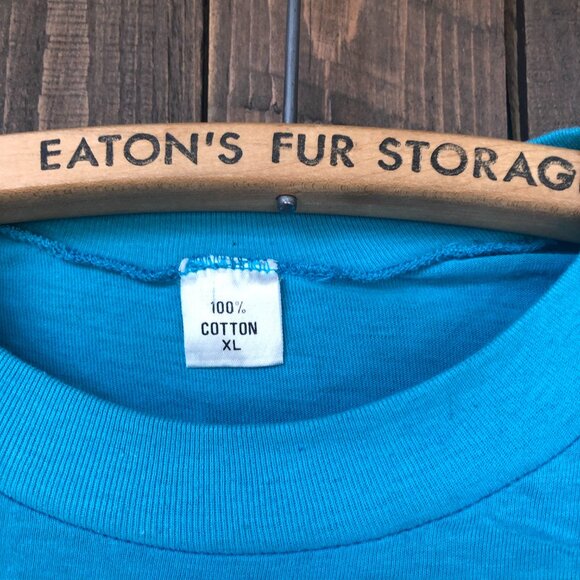 EATON'S FUR STORAG
100%
COTTON
XL